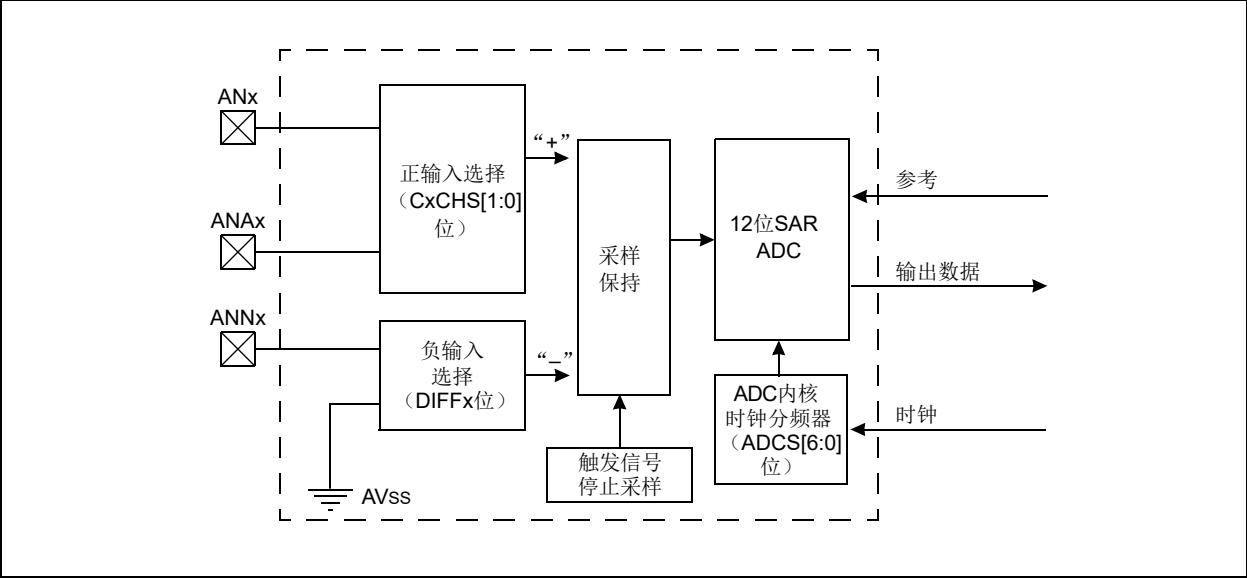 ANx
正输入选择
（CxCHS[1:0]
位）
ANAx
ANNx
负输入
选择
（DIFFx位）
AVSS
“+”
“–”
采样
保持
触发信号
停止采样
12位SAR
ADC
ADC内核
时钟分频器
（ADCS[6:0]
位）
参考
输出数据
时钟